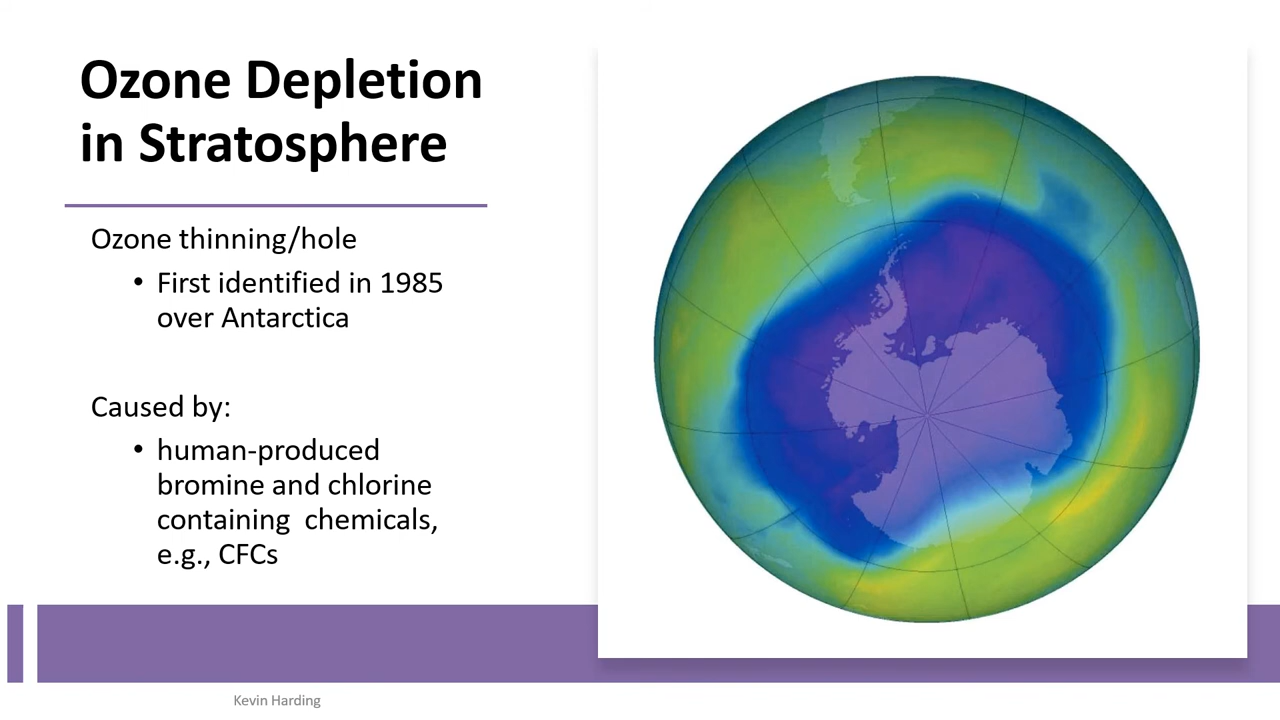 Ozone Depletion
in Stratosphere
Ozone thinning/hole
• First identified in 1985
over Antarctica
Caused by:
• human-produced
bromine and chlorine
containing  chemicals,
e.g., CFCs
Kevin Harding